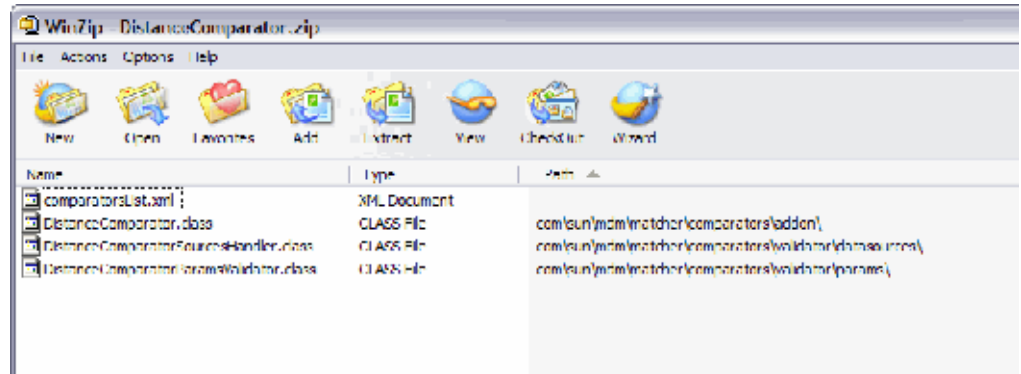 WinZip - DistanceComparator.zip
File Actions Options Help
New Open Favorites Add Extract View CheckOut Wizard
Name Type Path
comparatorsList.xml XML Document
DistanceComparator.class CLASS File com\sun\mdm\matcher\comparators\addon\
DistanceComparatorSourcesHandler.class CLASS File com\sun\mdm\matcher\comparators\validator\datasources\
DistanceComparatorParamsValidator.class CLASS File com\sun\mdm\matcher\comparators\validator\params\